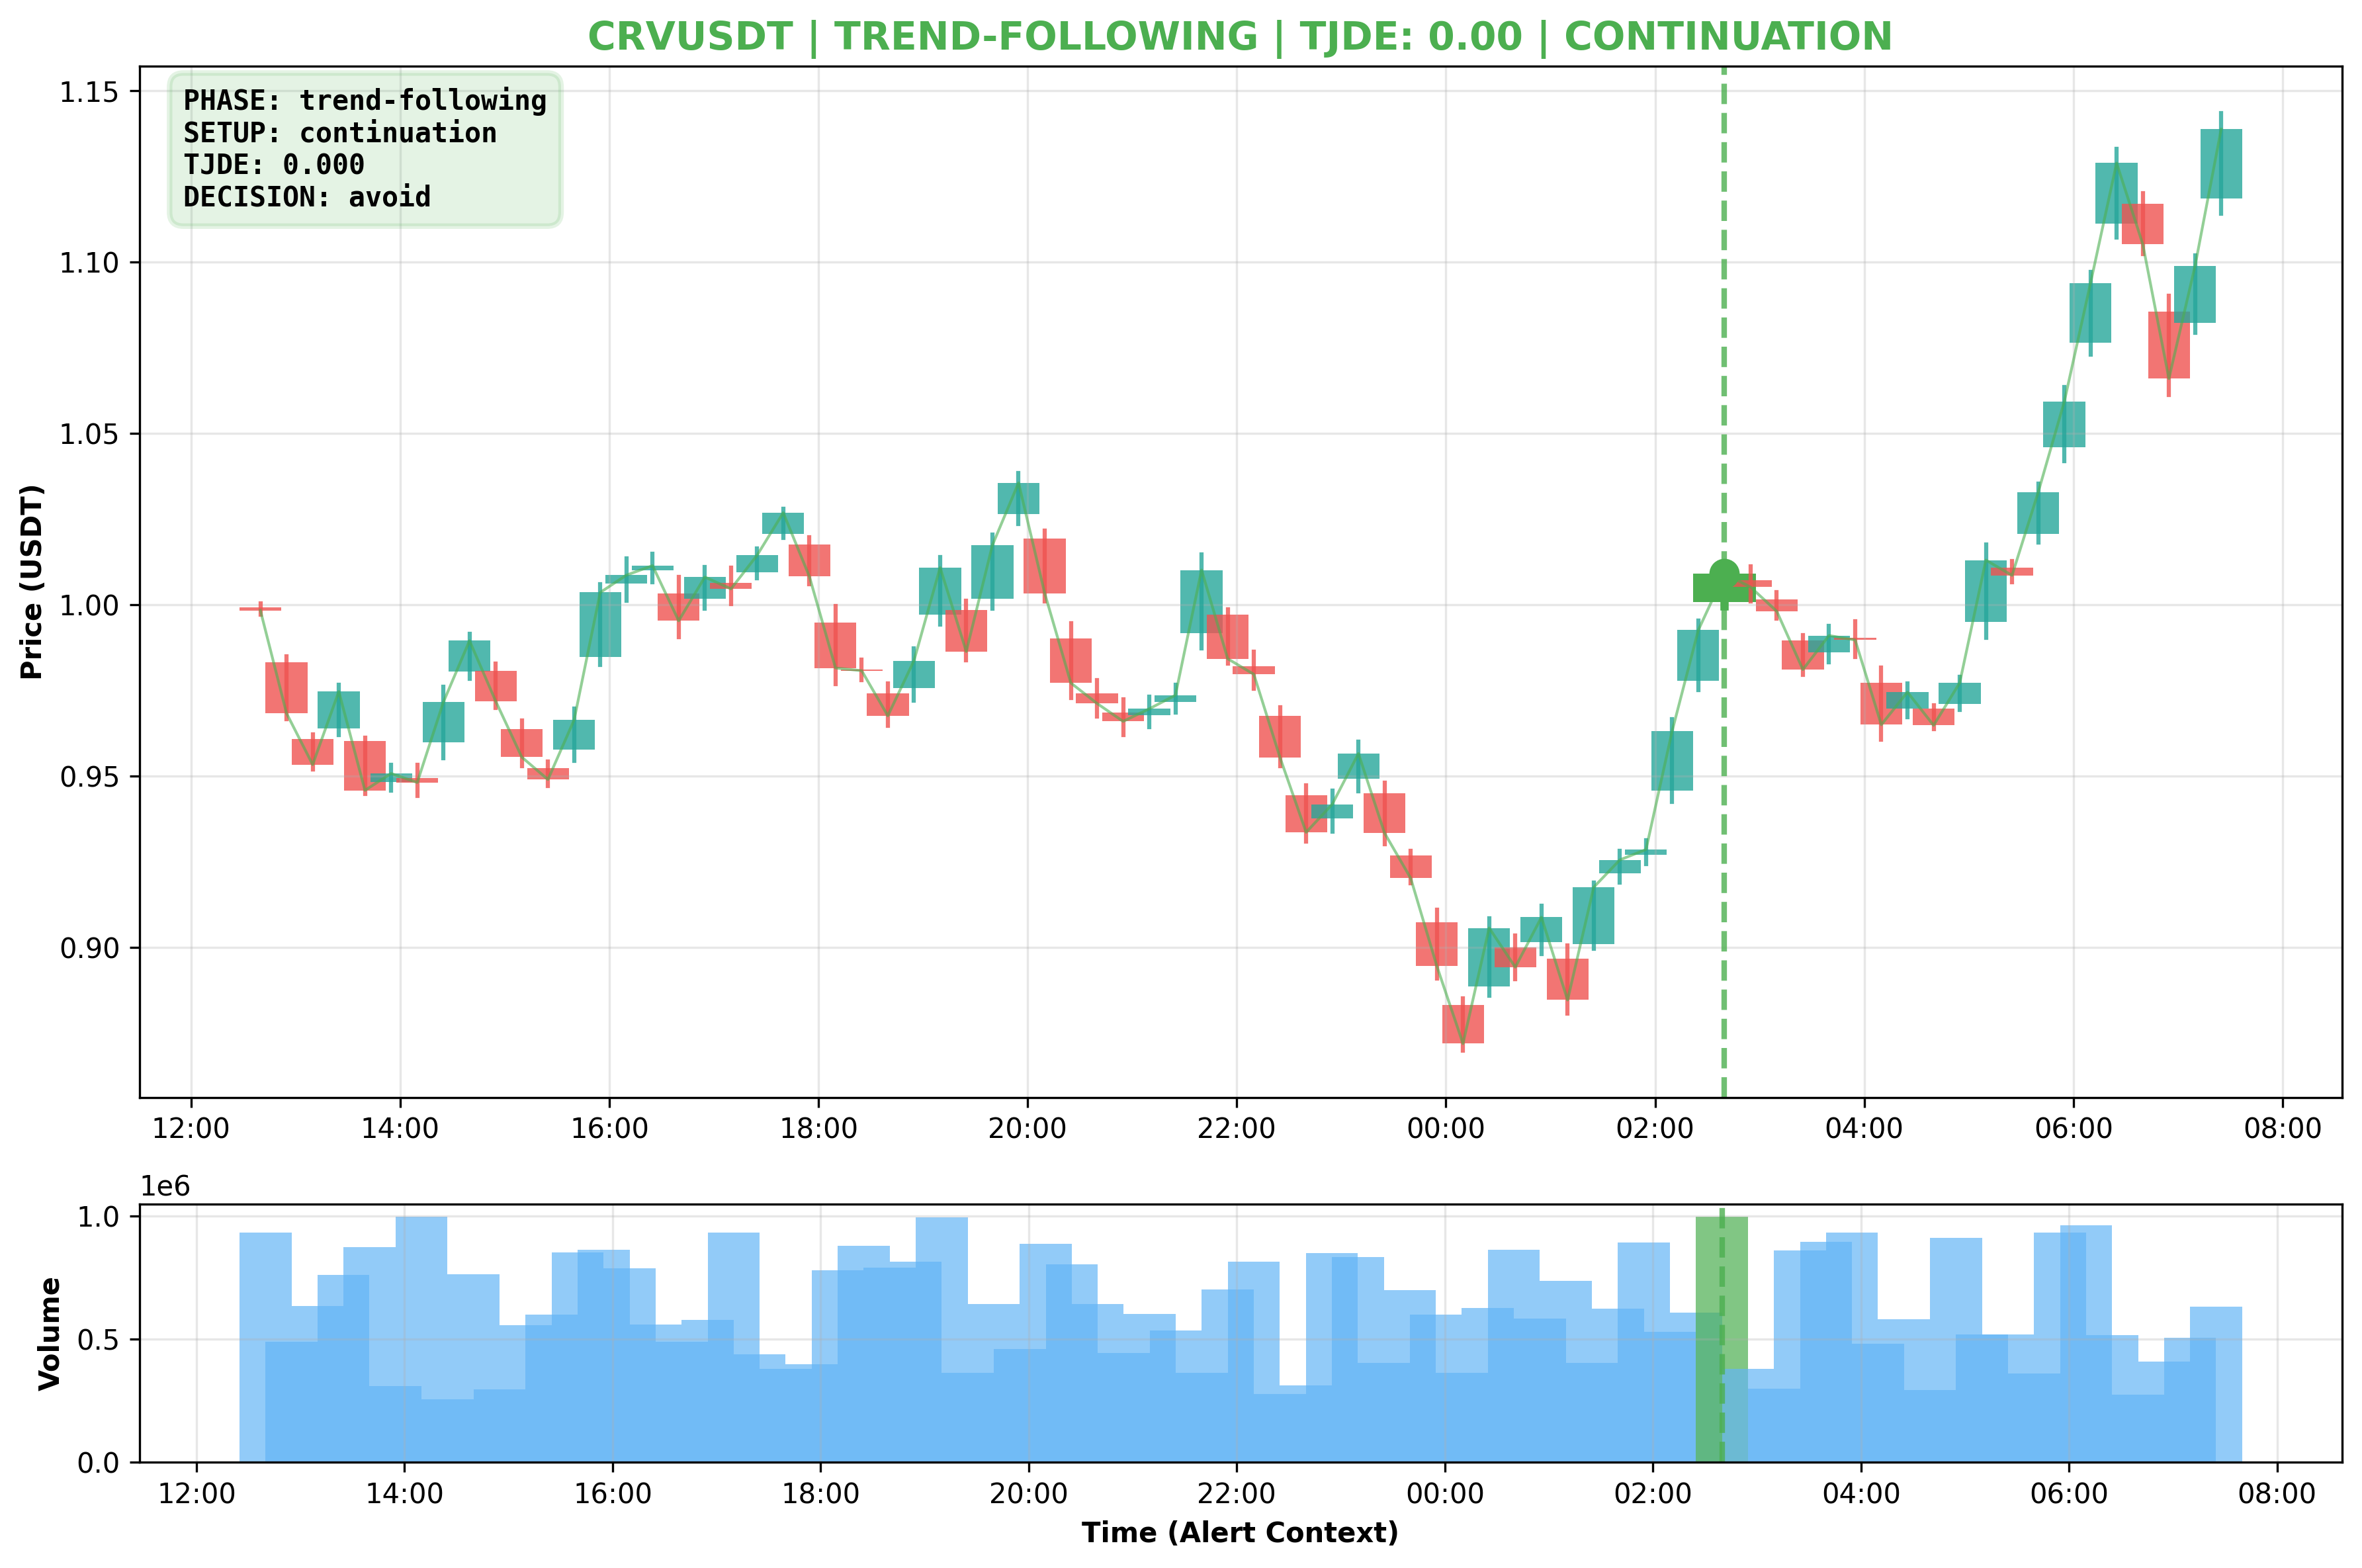 CRVUSDT | TREND-FOLLOWING | TJDE: 0.00 | CONTINUATION
PHASE: trend-following
SETUP: continuation
TJDE: 0.000
DECISION: avoid
Price (USDT)
1.15
1.10
1.05
1.00
0.95
0.90
12:00 14:00 16:00 18:00 20:00 22:00 00:00 02:00 04:00 06:00 08:00
1e6
Volume
1.0
0.5
0.0
12:00 14:00 16:00 18:00 20:00 22:00 00:00 02:00 04:00 06:00 08:00
Time (Alert Context)